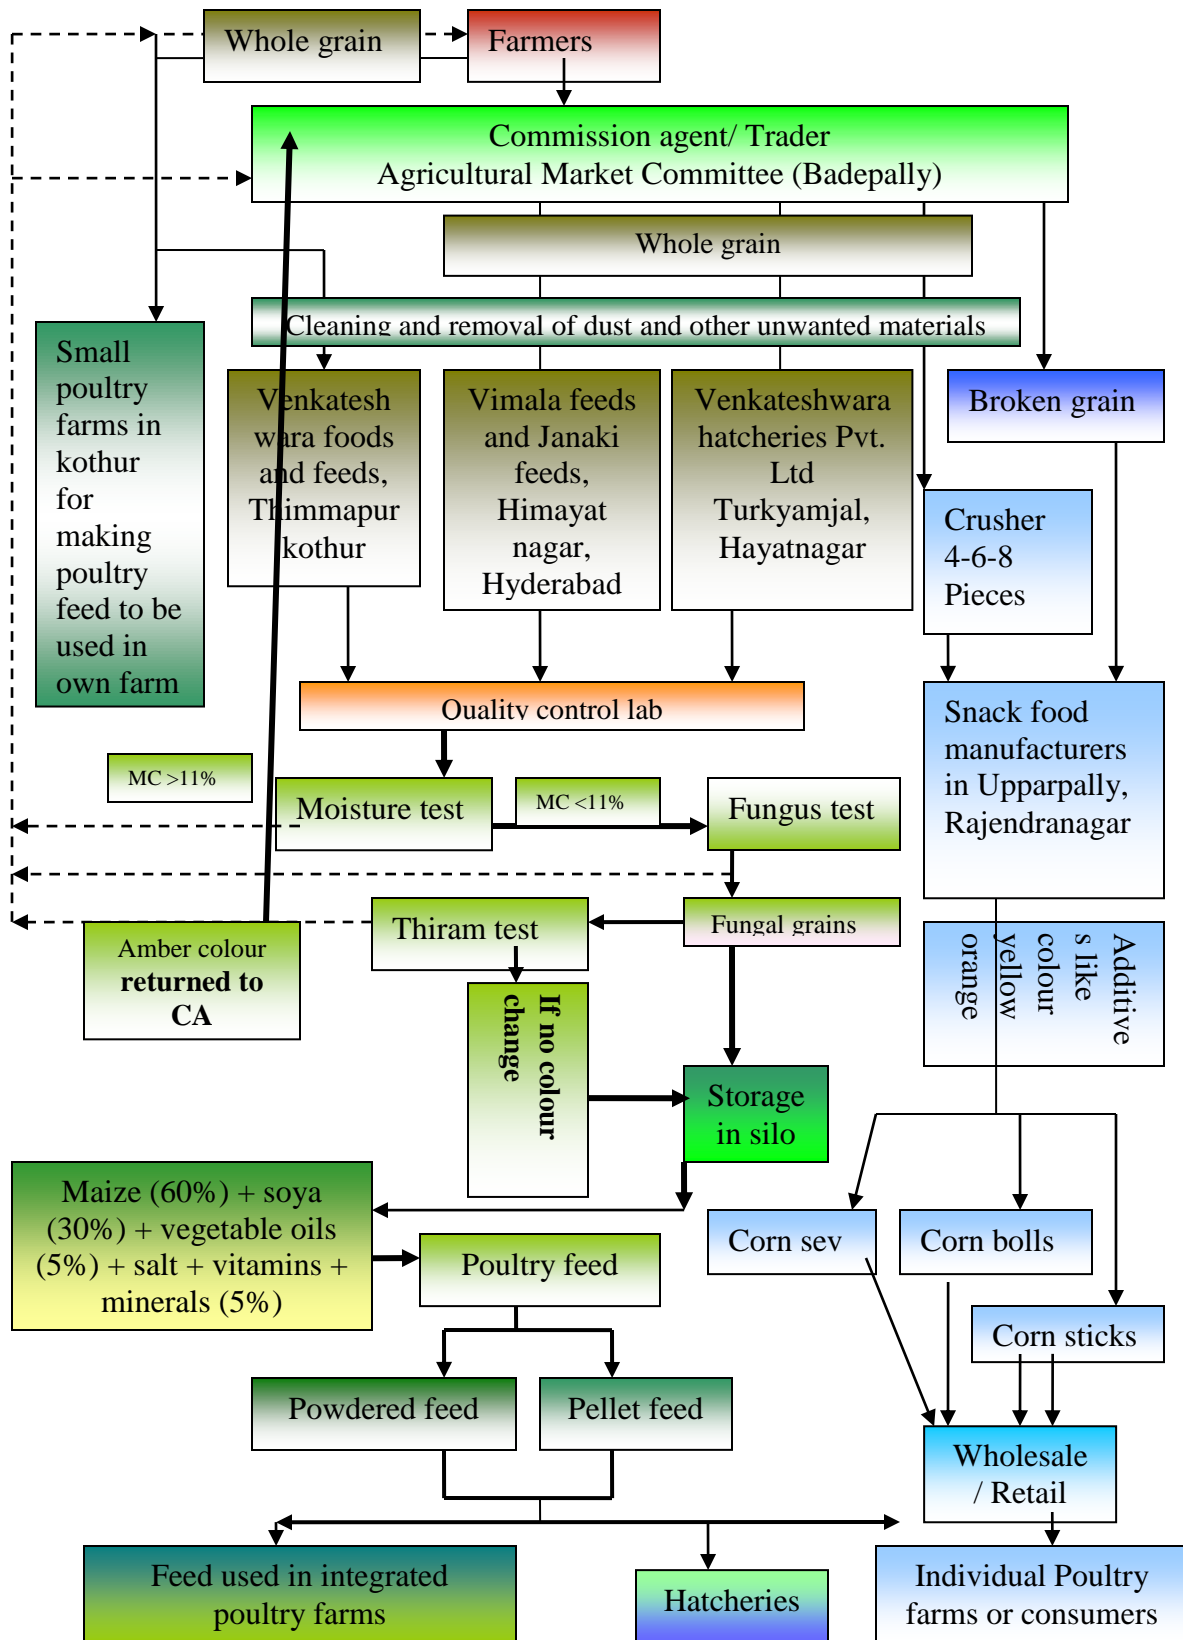 Whole grain
Farmers
Commission agent/ Trader
Agricultural Market Committee (Badepally)
Whole grain
Cleaning and removal of dust and other unwanted materials
Small
poultry
farms in
kothur
for
making
poultry
feed to be
used in
own farm
Venkatesh
wara foods
and feeds,
Thimmapur
kothur
Vimala feeds
and Janaki
feeds,
Himayat
nagar,
Hyderabad
Venkateshwara
hatcheries Pvt.
Ltd
Turkyamjal,
Hayatnagar
Broken grain
Crusher
4-6-8
Pieces
Quality control lab
Snack food
manufacturers
in Upparpally,
Rajendranagar
MC >11%
Moisture test
MC <11%
Fungus test
Amber colour
returned to
CA
Thiram test
Fungal grains
Additive
s like
colour
yellow
orange
If no colour
change
Storage
in silo
Maize (60%) + soya
(30%) + vegetable oils
(5%) + salt + vitamins +
minerals (5%)
Poultry feed
Corn sev
Corn bolls
Corn sticks
Powdered feed
Pellet feed
Wholesale
/ Retail
Feed used in integrated
poultry farms
Hatcheries
Individual Poultry
farms or consumers